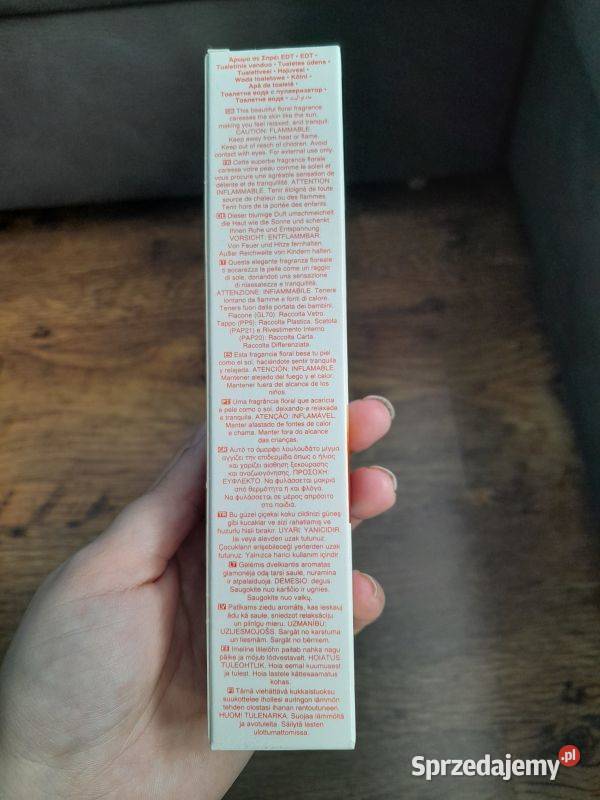 Άρωμα σε Σπρέι EDT • EDT •
Tualetinis vanduo • Tualetes ūdens •
Tualettvesi • Hajuvesi •
Woda toaletowa • Kölni •
Apă de toaletă •
Тоалетна вода с пулверизатор •
Тоалетна вода •
This beautiful floral fragrance
caresses the skin like the sun,
making you feel relaxed, and tranquil.
CAUTION: FLAMMABLE.
Keep away from heat or flame.
Keep out of reach of children. Avoid
contact with eyes. For external use only.
FR Cette superbe fragrance florale
caresse votre peau comme le soleil et
vous procure une agréable sensation de
détente et de tranquillité. ATTENTION :
INFLAMMABLE. Tenir éloigné de toute
source de chaleur ou des flammes.
Tenir hors de la portée des enfants.
Dieser blumige Duft umschmeichelt
die Haut wie die Sonne und schenkt
Ihnen Ruhe und Entspannung
VORSICHT: ENTFLAMMBAR.
Von Feuer und Hitze fernhalten.
Außer Reichweite von Kindern halten.
IT Questa elegante fragranza floreale
ti accarezza la pelle come un raggio
di sole, donandoti una sensazione
di rilassatezza e tranquillità.
ATTENZIONE: INFIAMMABILE. Tenere
lontano da fiamme e fonti di calore.
Tenere fuori dalla portata dei bambini.
Flacone (GL70): Raccolta Vetro.
Tappo (PP5): Raccolta Plastica. Scatola
(PAP21) e Rivestimento Interno
(PAP20): Raccolta Carta.
Raccolta Differenziata.
ES Esta fragancia floral besa tu piel
como el sol, haciéndote sentir tranquila
y relajada. ATENCIÓN: INFLAMABLE.
Mantener alejado del fuego y el calor.
Mantener fuera del alcance de los
niños.
PT Uma fragrância floral que acaricia
a pele como o sol, deixando-a relaxada
e tranquila. ATENÇÃO: INFLAMÁVEL.
Manter afastado de fontes de calor
e chama. Manter fora do alcance
das crianças.
GR Αυτό το όμορφο λουλουδάτο μίγμα
αγγίζει την επιδερμίδα όπως ο ήλιος
και χαρίζει αίσθηση ξεκούρασης
και αναζωογόνησης. ΠΡΟΣΟΧΗ:
ΕΥΦΛΕΚΤΟ. Να φυλάσσεται μακριά
από θερμότητα ή και φλόγα.
Να φυλάσσεται σε μέρος απρόσιτο
στα παιδιά.
TR Bu güzel çiçeksi koku cildinizi güneş
gibi kucaklar ve sizi rahatlamış ve
huzurlu hisli bırakır. UYARI: YANICIDIR.
Isı veya alevden uzak tutunuz.
Çocukların erişebileceği yerlerden uzak
tutunuz. Yalnızca harici kullanım içindir.
LT Gėlėmis dvelkiantis aromatas
glamonėja odą tarsi saulė, nuramina
ir atpalaiduoja. DĖMESIO: degus.
Saugokite nuo karščio ir ugnies.
Saugokite nuo vaikų.
LV Patīkams ziedu aromāts, kas ieskauj
ādu kā saule, sniedzot relaksāciju
un pilnīgu mieru. UZMANĪBU:
UZLIESMOJOŠS. Sargāt no karstuma
un liesmām. Sargāt no bērniem.
Imeline lillelõhn paitab nahka nagu
päike ja mõjub lõdvestavalt. HOIATUS:
TULEOHTLIK. Hoia eemal kuumusest
ja tulest. Hoia lastele kättesaamatus
kohas.
FI Tämä viehättävä kukkaistuoksu
suukottelee ihollesi auringon lämmön
tehden olostasi ihanan rentoutuneen.
HUOM! TULENARKA. Suojaa lämmöltä
ja avotulelta. Säilytä lasten
ulottumattomissa.
Sprzedajemy.pl